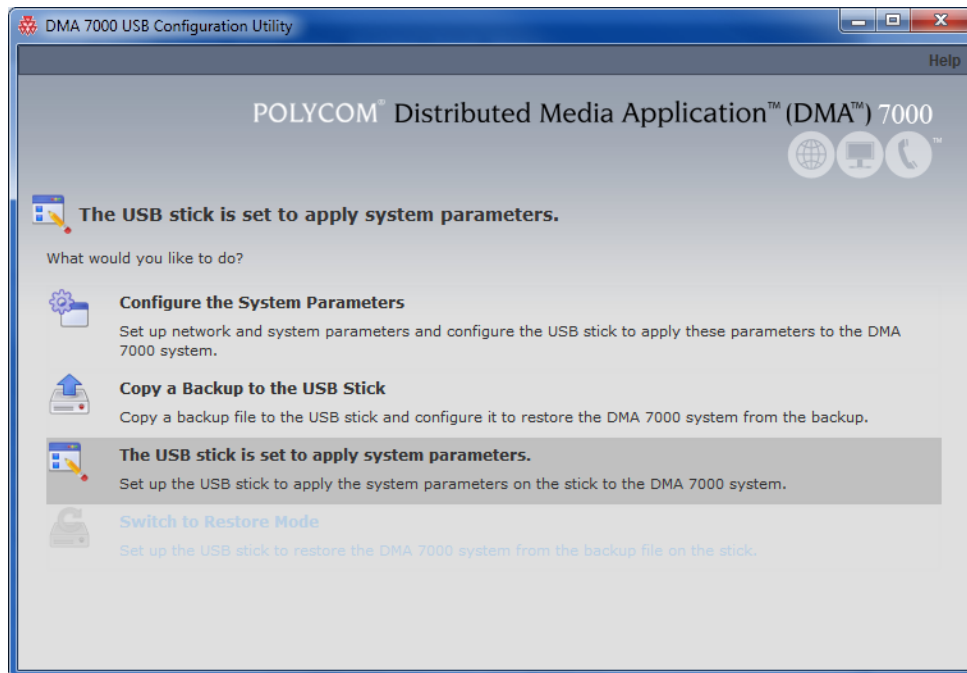 DMA 7000 USB Configuration Utility
Help
POLYCOM® Distributed Media Application™ (DMA™) 7000
™
The USB stick is set to apply system parameters.
What would you like to do?
Configure the System Parameters
Set up network and system parameters and configure the USB stick to apply these parameters to the DMA
7000 system.
Copy a Backup to the USB Stick
Copy a backup file to the USB stick and configure it to restore the DMA 7000 system from the backup.
The USB stick is set to apply system parameters.
Set up the USB stick to apply the system parameters on the stick to the DMA 7000 system.
Switch to Restore Mode
Set up the USB stick to restore the DMA 7000 system from the backup file on the stick.